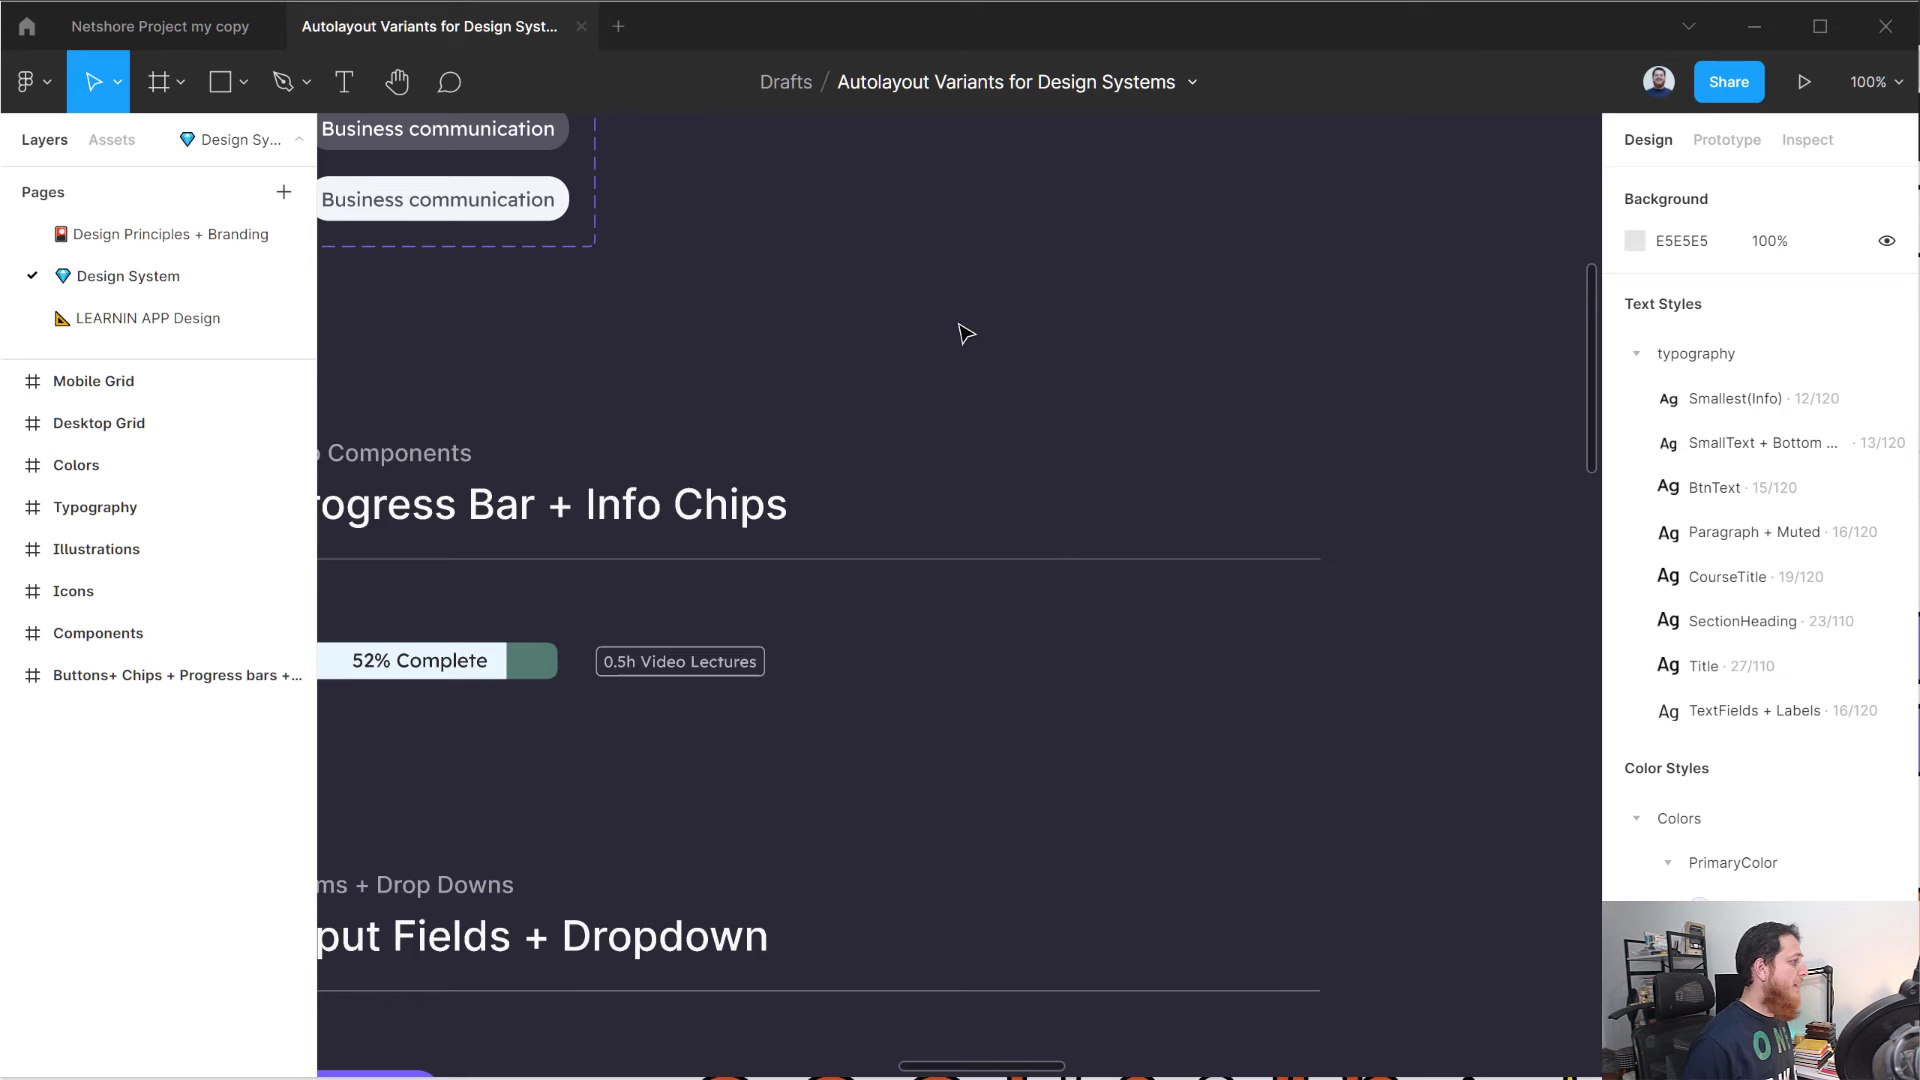 Netshore Project my copy
Autolayout Variants for Design Syst...
Drafts / Autolayout Variants for Design Systems
Share
100%
Layers
Assets
Design Sy...
Pages
Design Principles + Branding
Design System
LEARNIN APP Design
Mobile Grid
Desktop Grid
Colors
Typography
Illustrations
Icons
Components
Buttons+ Chips + Progress bars +...
Business communication
Business communication
Components
rogress Bar + Info Chips
52% Complete
0.5h Video Lectures
ms + Drop Downs
put Fields + Dropdown
Design
Prototype
Inspect
Background
E5E5E5
100%
Text Styles
typography
Ag Smallest(Info) · 12/120
Ag SmallText + Bottom ... · 13/120
Ag BtnText · 15/120
Ag Paragraph + Muted · 16/120
Ag CourseTitle · 19/120
Ag SectionHeading · 23/110
Ag Title · 27/110
Ag TextFields + Labels · 16/120
Color Styles
Colors
PrimaryColor